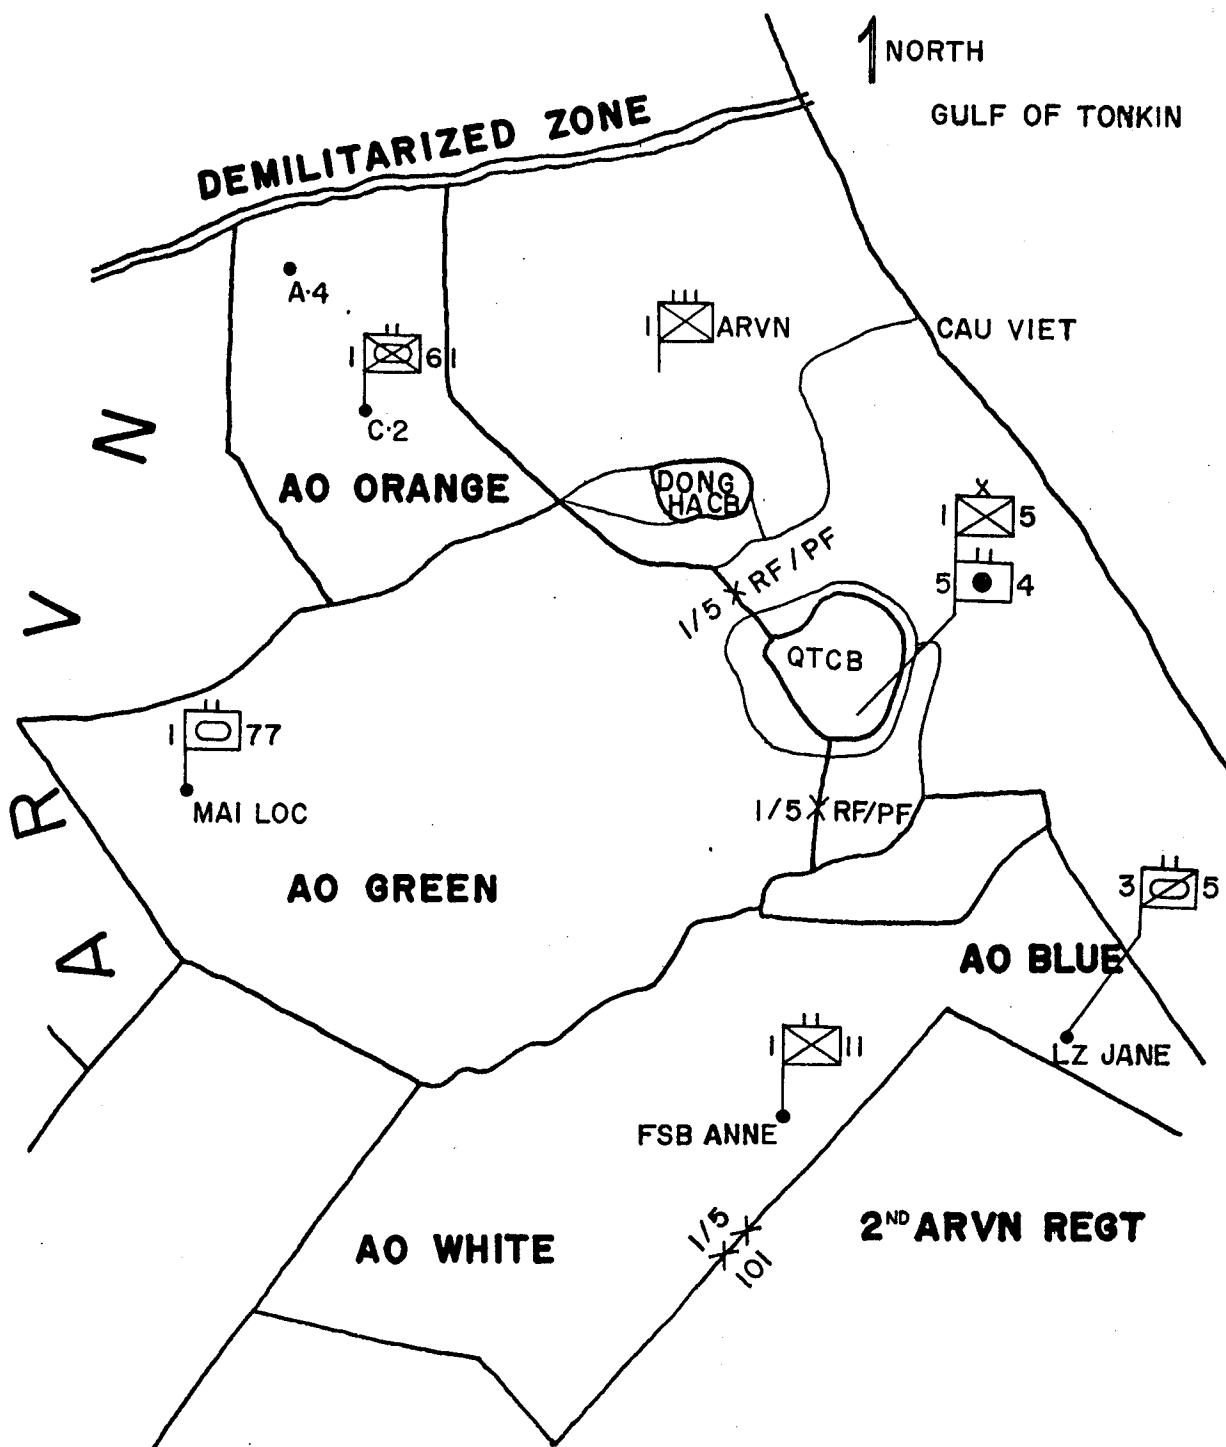 NORTH
GULF OF TONKIN
DEMILITARIZED ZONE
A·4
1 ARVN
CAU VIET
1 61
C·2
AO ORANGE
DONG
HA CB
1 5
5 4
1/5 X RF/PF
QTCB
ARVN
1 77
MAI LOC
1/5 X RF/PF
AO GREEN
3 5
AO BLUE
1 11
LZ JANE
FSB ANNE
1/5
101
2ND ARVN REGT
AO WHITE